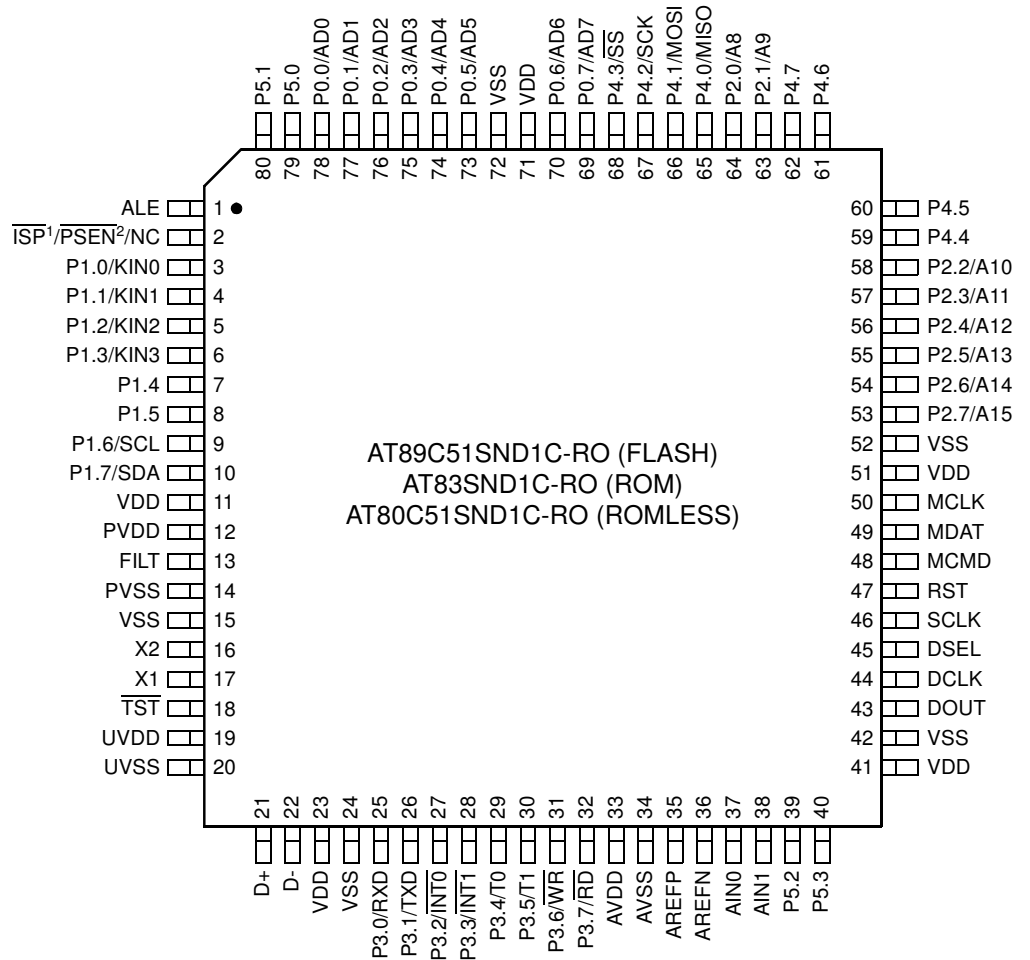 P5.1
P5.0
P0.0/AD0
P0.1/AD1
P0.2/AD2
P0.3/AD3
P0.4/AD4
P0.5/AD5
VSS
VDD
P0.6/AD6
P0.7/AD7
P4.3/SS
P4.2/SCK
P4.1/MOSI
P4.0/MISO
P2.0/A8
P2.1/A9
P4.7
P4.6
80
79
78
77
76
75
74
73
72
71
70
69
68
67
66
65
64
63
62
61
ALE 1
ISP¹/PSEN²/NC 2
P1.0/KIN0 3
P1.1/KIN1 4
P1.2/KIN2 5
P1.3/KIN3 6
P1.4 7
P1.5 8
P1.6/SCL 9
P1.7/SDA 10
VDD 11
PVDD 12
FILT 13
PVSS 14
VSS 15
X2 16
X1 17
TST 18
UVDD 19
UVSS 20
AT89C51SND1C-RO (FLASH)
AT83SND1C-RO (ROM)
AT80C51SND1C-RO (ROMLESS)
60 P4.5
59 P4.4
58 P2.2/A10
57 P2.3/A11
56 P2.4/A12
55 P2.5/A13
54 P2.6/A14
53 P2.7/A15
52 VSS
51 VDD
50 MCLK
49 MDAT
48 MCMD
47 RST
46 SCLK
45 DSEL
44 DCLK
43 DOUT
42 VSS
41 VDD
21
22
23
24
25
26
27
28
29
30
31
32
33
34
35
36
37
38
39
40
D+
D-
VDD
VSS
P3.0/RXD
P3.1/TXD
P3.2/INT0
P3.3/INT1
P3.4/T0
P3.5/T1
P3.6/WR
P3.7/RD
AVDD
AVSS
AREFP
AREFN
AIN0
AIN1
P5.2
P5.3